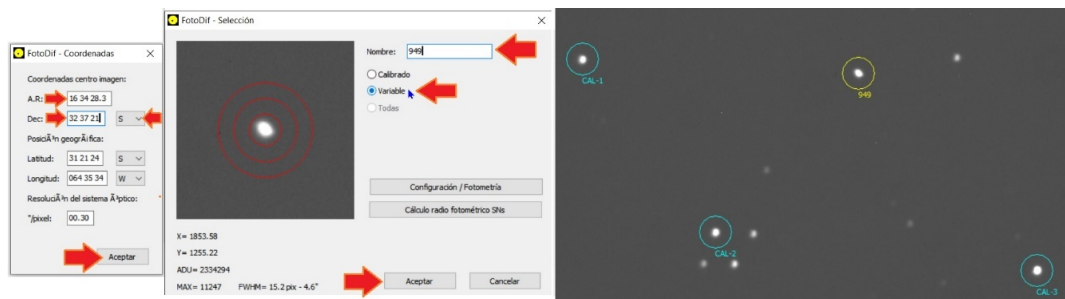 FotoDif - Coordenadas
Coordenadas centro imagen:
A.R: 16 34 28.3
Dec: 32 37 21 S
PosiciÃ³n geogrÃ¡fica:
Latitud: 31 21 24 S
Longitud: 064 35 34 W
ResoluciÃ³n del sistema Ã³ptico:
"/pixel: 00.30
Aceptar
FotoDif - Selección
Nombre: 949
Calibrado
Variable
Todas
Configuración / Fotometría
Cálculo radio fotométrico SNs
X= 1853.58
Y= 1255.22
ADU= 2334294
MAX= 11247 FWHM= 15.2 pix - 4.6"
Aceptar Cancelar
CAL-1
949
CAL-2
CAL-3